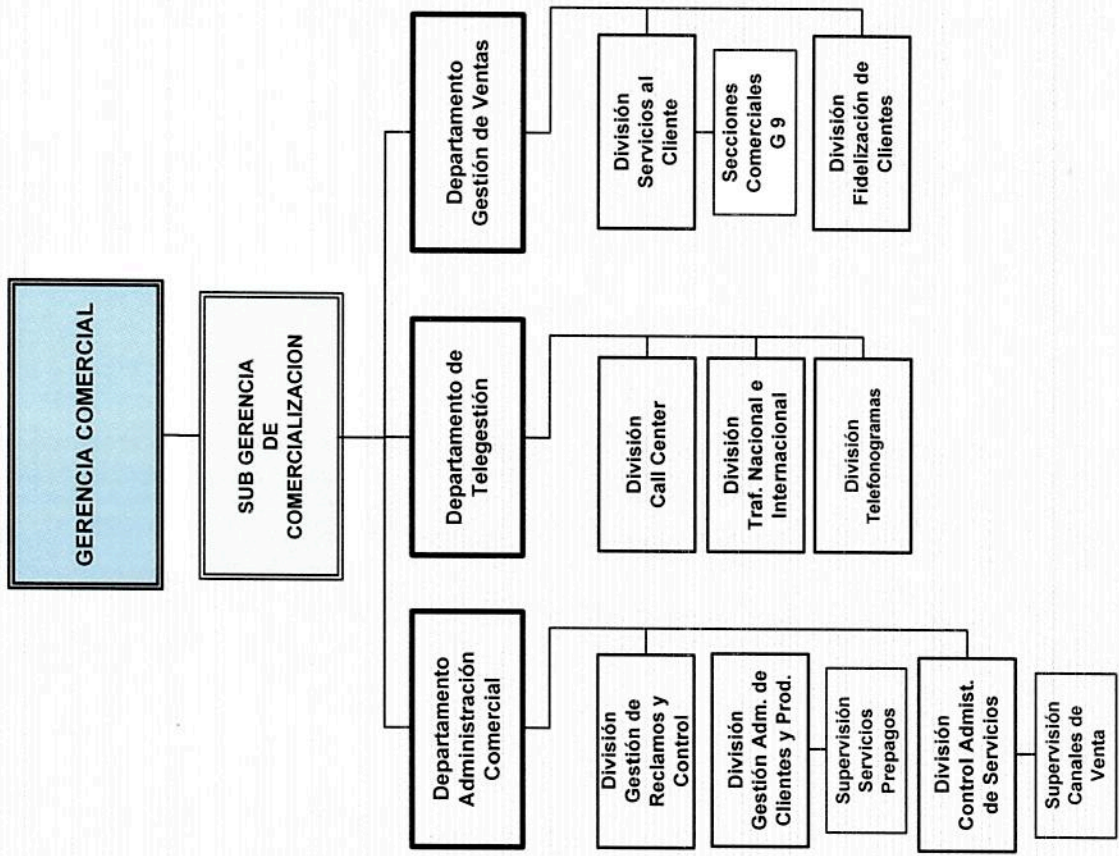 GERENCIA COMERCIAL
SUB GERENCIA
DE
COMERCIALIZACION
Departamento
Administración
Comercial
División
Gestión de
Reclamos y
Control
División
Gestión Adm. de
Clientes y Prod.
Supervisión
Servicios
Prepagos
División
Control Admist.
de Servicios
Supervisión
Canales de
Venta
Departamento de
Telegestión
División
Call Center
División
Traf. Nacional e
Internacional
División
Telefonogramas
Departamento
Gestión de Ventas
División
Servicios al
Cliente
Secciones
Comerciales
G 9
División
Fidelización de
Clientes